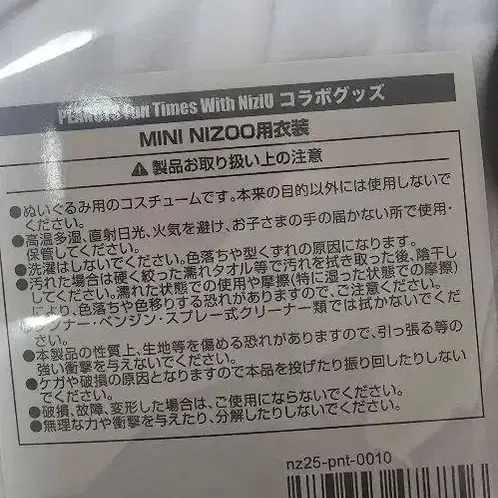 PEANUTS Fun Times With NiziU コラボグッズ
MINI NIZOO用衣装
⚠製品お取り扱い上の注意
●ぬいぐるみ用のコスチュームです。本来の目的以外には使用しないで
ください。
●高温多湿、直射日光、火気を避け、お子さまの手の届かない所で使用・
保管してください。
●洗濯はしないでください。色落ちや型くずれの原因になります。
●汚れた場合は硬く絞った濡れタオル等で汚れを拭き取った後、陰干し
してください。濡れた状態での使用や摩擦(特に湿った状態での摩擦)
により、色落ちや色移りする恐れがありますので、ご注意ください。
シンナー・ベンジン・スプレー式クリーナー類では拭かないでくだ
さい。
●本製品の性質上、生地等を傷める恐れがありますので、引っ張る等の
強い衝撃を与えないでください。
●ケガや破損の原因となりますので本品を投げたり振り回したりしない
でください。
●破損、故障、変形した場合は、ご使用にならないでください。
●無理な力や衝撃を与えたり、分解したりしないでください。
nz25-pnt-0010